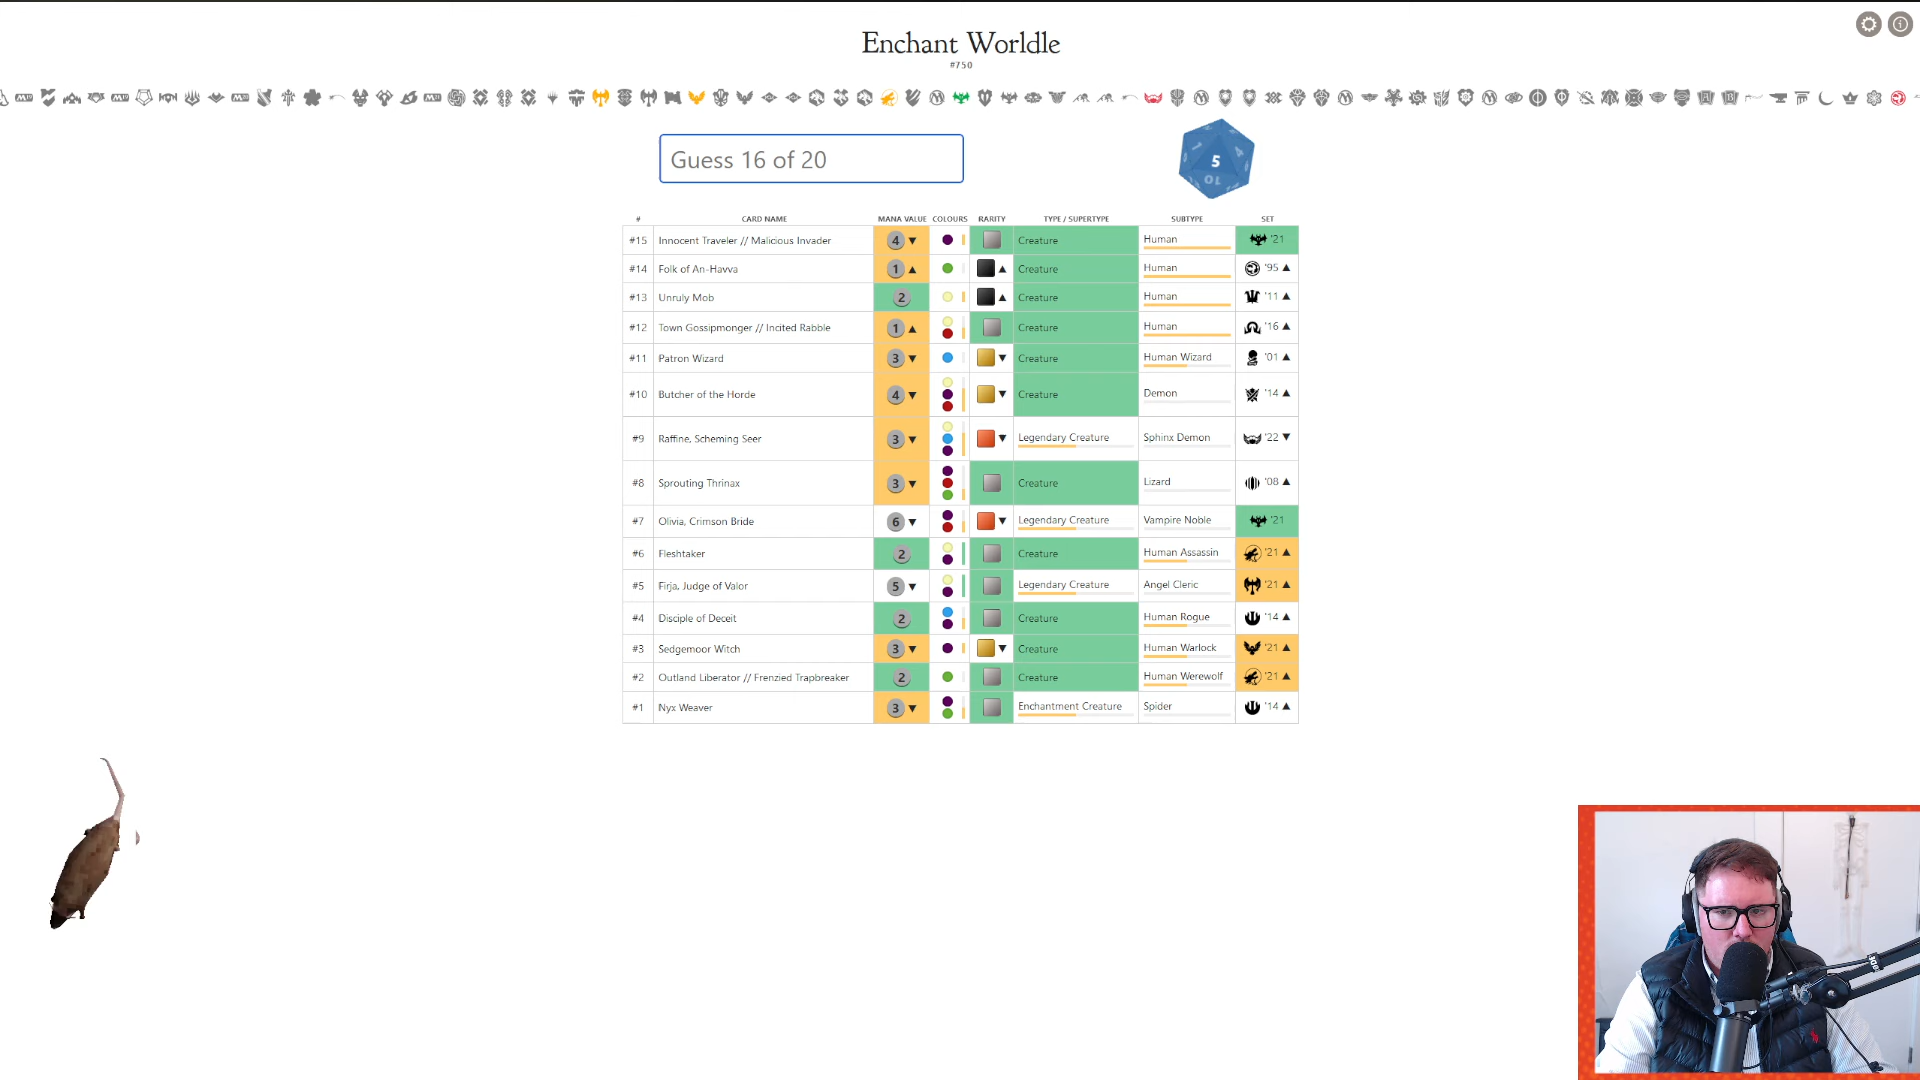 Enchant Worldle
#750
Guess 16 of 20
5
# CARD NAME MANA VALUE COLOURS RARITY TYPE / SUPERTYPE SUBTYPE SET
#15 Innocent Traveler // Malicious Invader 4 ▼ Creature Human '21
#14 Folk of An-Havva 1 ▲ ▲ Creature Human '95 ▲
#13 Unruly Mob 2 ▲ Creature Human '11 ▲
#12 Town Gossipmonger // Incited Rabble 1 ▲ Creature Human '16 ▲
#11 Patron Wizard 3 ▼ ▼ Creature Human Wizard '01 ▲
#10 Butcher of the Horde 4 ▼ ▼ Creature Demon '14 ▲
#9 Raffine, Scheming Seer 3 ▼ ▼ Legendary Creature Sphinx Demon '22 ▼
#8 Sprouting Thrinax 3 ▼ Creature Lizard '08 ▲
#7 Olivia, Crimson Bride 6 ▼ ▼ Legendary Creature Vampire Noble '21
#6 Fleshtaker 2 Creature Human Assassin '21 ▲
#5 Firja, Judge of Valor 5 ▼ Legendary Creature Angel Cleric '21 ▲
#4 Disciple of Deceit 2 Creature Human Rogue '14 ▲
#3 Sedgemoor Witch 3 ▼ ▼ Creature Human Warlock '21 ▲
#2 Outland Liberator // Frenzied Trapbreaker 2 Creature Human Werewolf '21 ▲
#1 Nyx Weaver 3 ▼ Enchantment Creature Spider '14 ▲